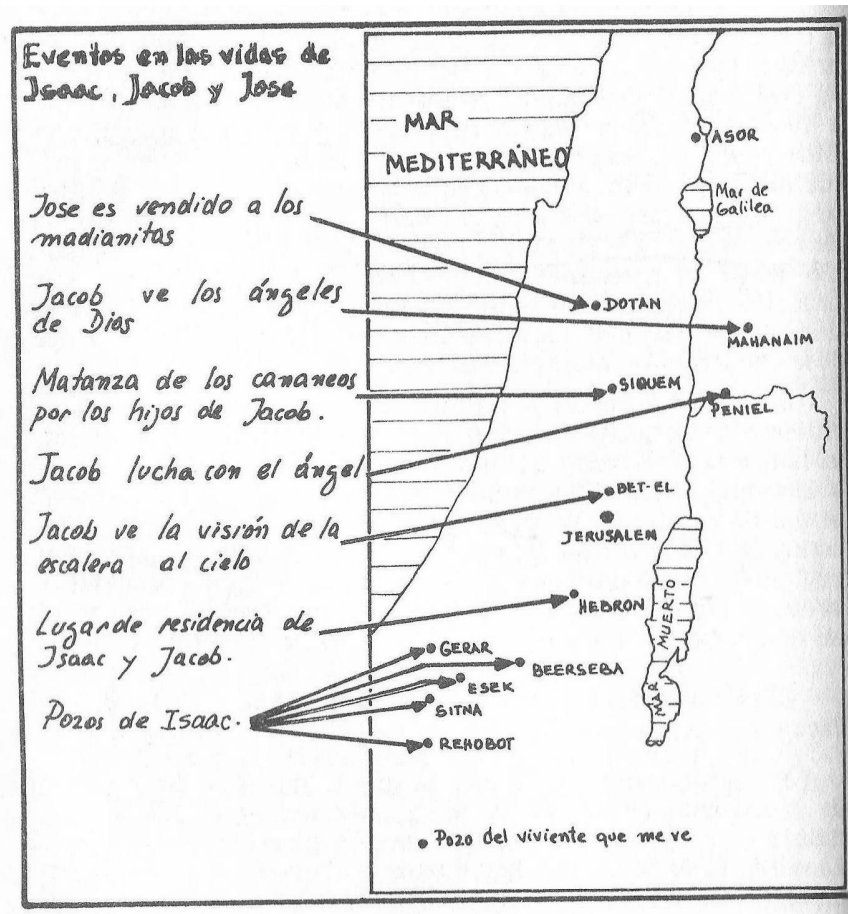 Eventos en las vidas de
Isaac, Jacob y Jose
Jose es vendido a los
madianitas
Jacob ve los ángeles
de Dios
Matanza de los cananeos
por los hijos de Jacob.
Jacob lucha con el ángel
Jacob ve la visión de la
escalera al cielo
Lugar de residencia de
Isaac y Jacob.
Pozos de Isaac.
MAR
MEDITERRÁNEO
ASOR
Mar de
Galilea
DOTAN
MAHANAIM
SIQUEM
PENIEL
BET-EL
JERUSALEM
HEBRON
MAR MUERTO
GERAR
BEERSEBA
ESEK
SITNA
REHOBOT
Pozo del viviente que me ve